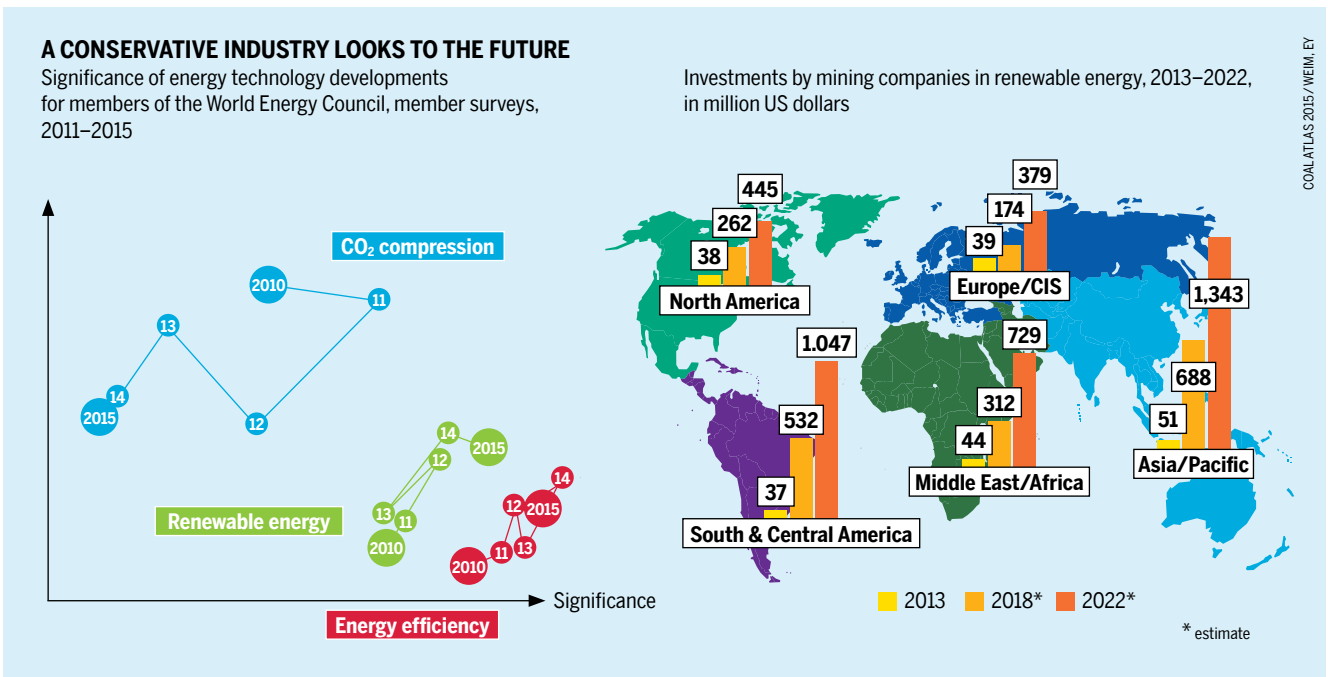 A CONSERVATIVE INDUSTRY LOOKS TO THE FUTURE
Significance of energy technology developments
for members of the World Energy Council, member surveys,
2011–2015
CO₂ compression
2010
11
13
14
2015
12
Renewable energy
14
2015
12
13
11
2010
14
12
2015
11
13
2010
Significance
Energy efficiency
Investments by mining companies in renewable energy, 2013–2022,
in million US dollars
445
262
38
North America
379
174
39
Europe/CIS
1,343
688
51
Asia/Pacific
1.047
532
37
South & Central America
729
312
44
Middle East/Africa
2013
2018*
2022*
* estimate
COAL ATLAS 2015 / WEIM, EY